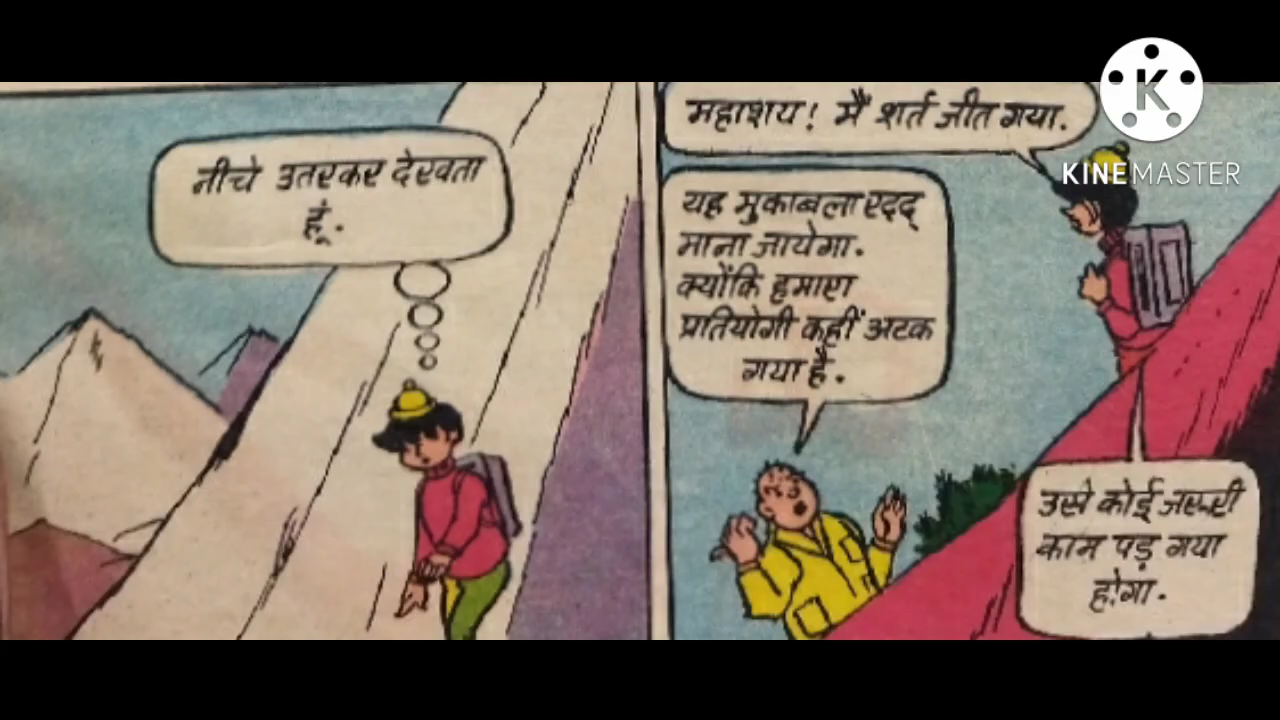 नीचे उतरकर देखता
हूं.
महाशय! मैं शर्त जीत गया.
यह मुकाबला रद्द्
माना जायेगा.
क्योंकि हमारा
प्रतियोगी कहीं अटक
गया है.
उसे कोई जरूरी
काम पड़ गया
होगा.
K
KINEMASTER